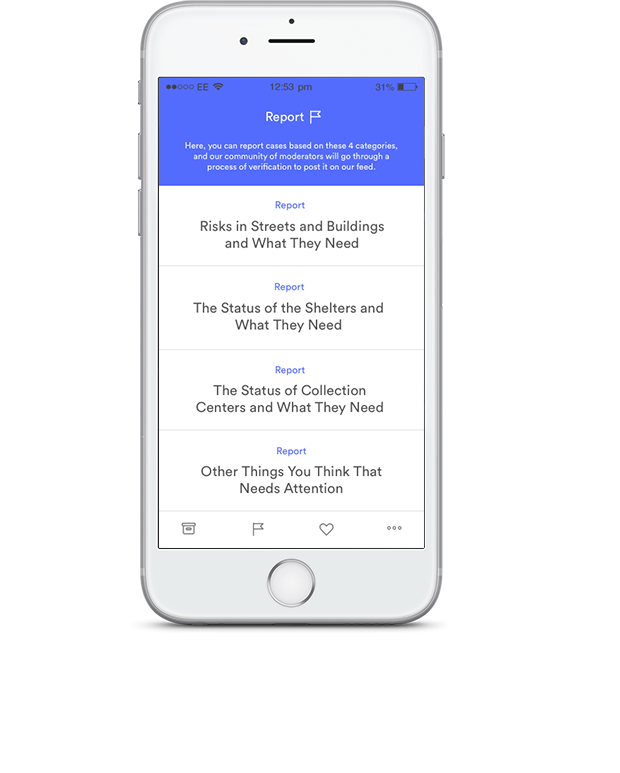 EE 12:53 pm 31%
Report
Here, you can report cases based on these 4 categories,
and our community of moderators will go through a
process of verification to post it on our feed.
Report
Risks in Streets and Buildings
and What They Need
Report
The Status of the Shelters and
What They Need
Report
The Status of Collection
Centers and What They Need
Report
Other Things You Think That
Needs Attention